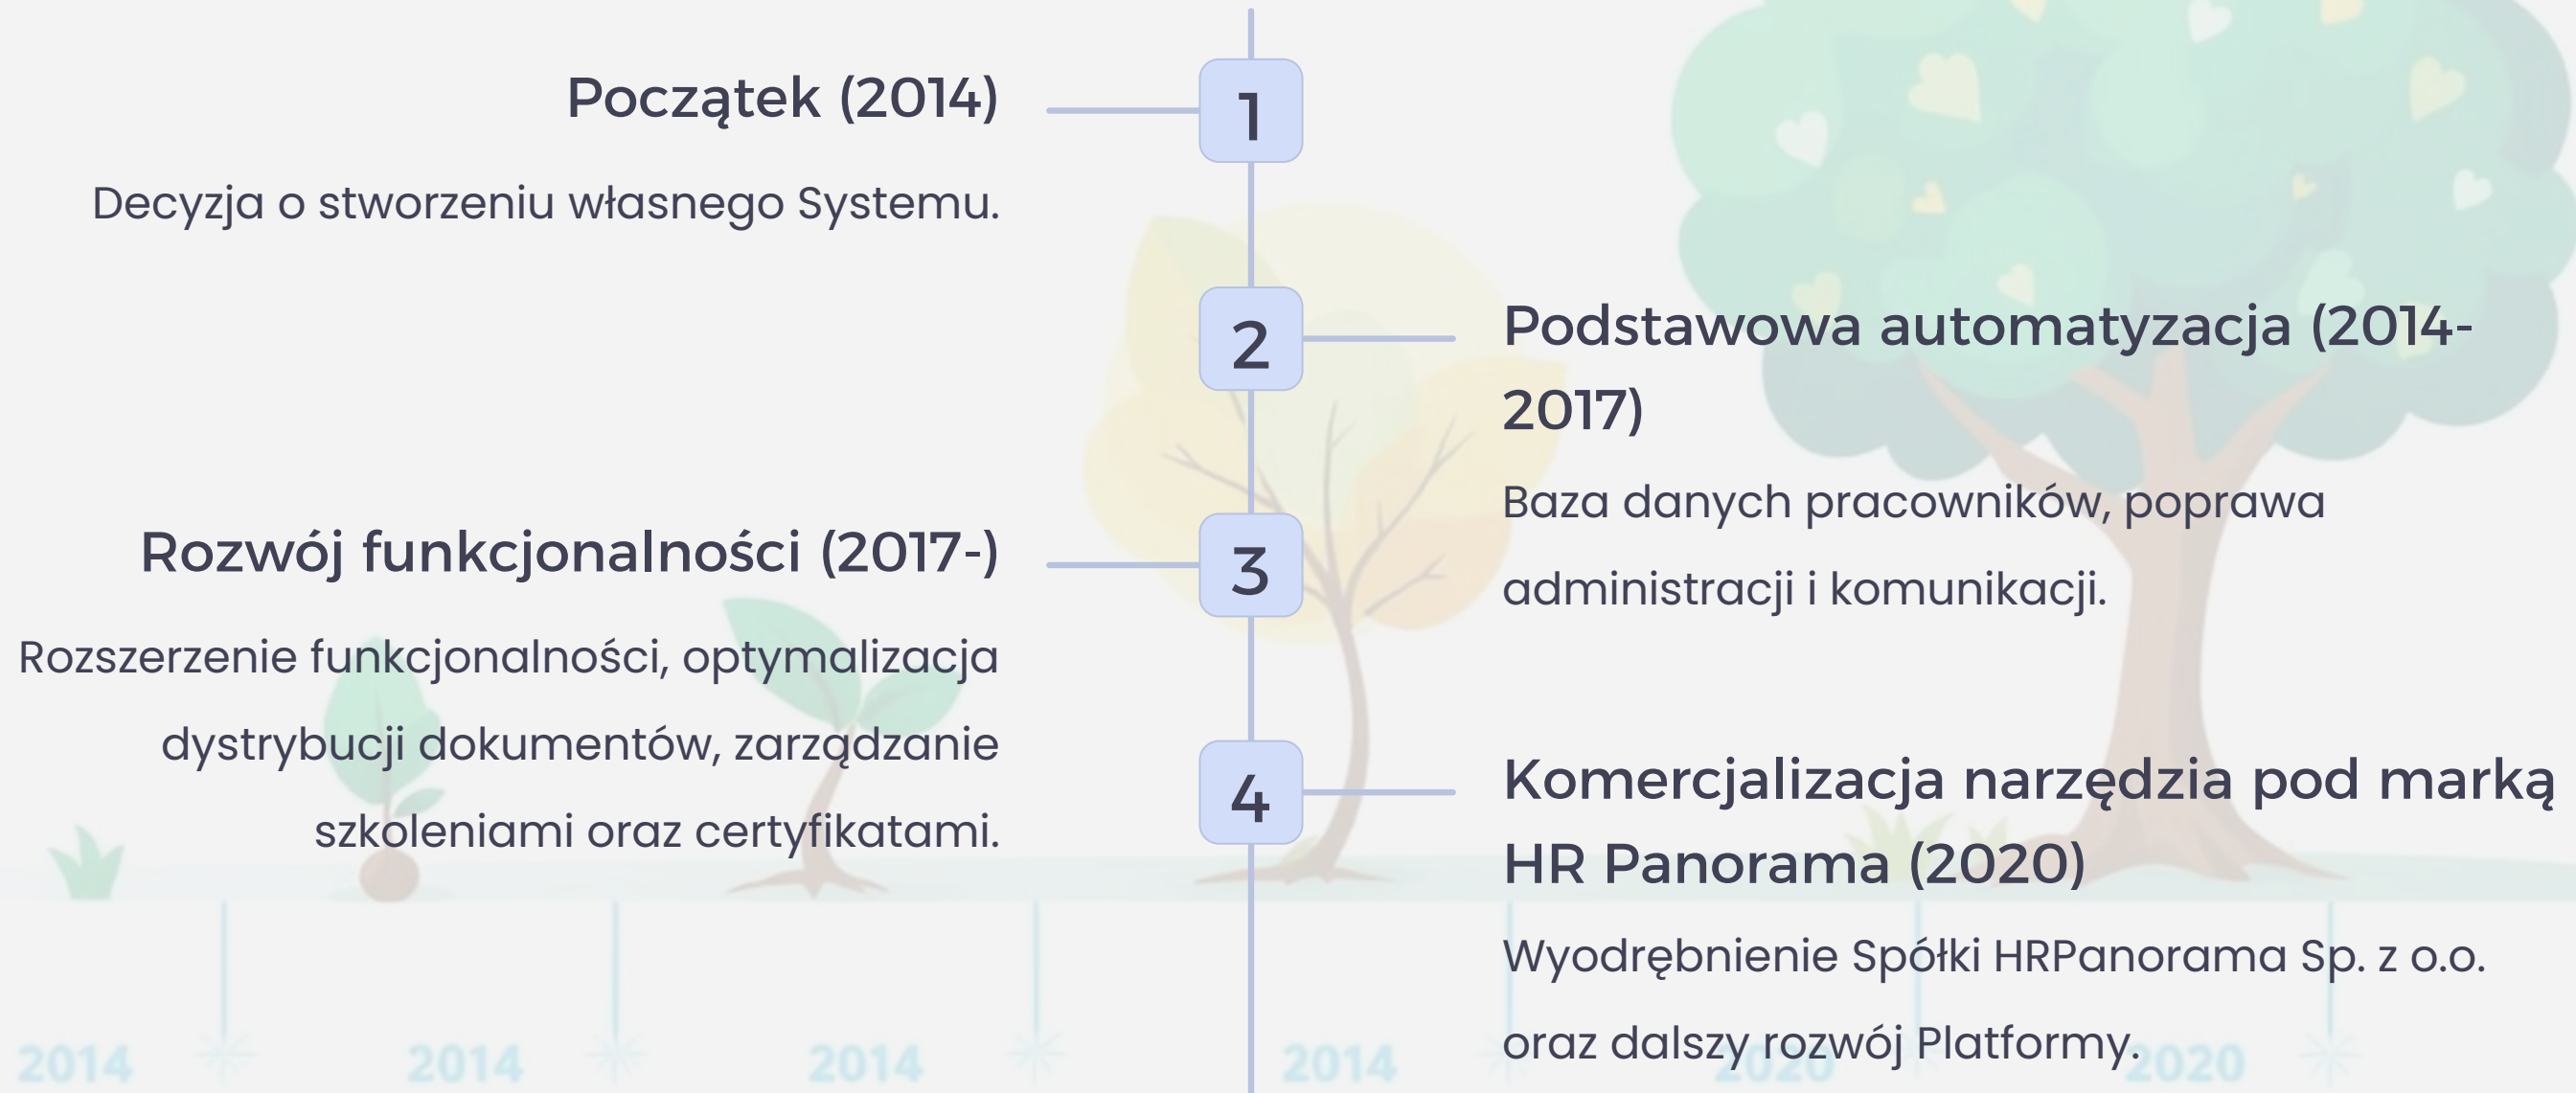 1
Początek (2014)
Decyzja o stworzeniu własnego Systemu.
2
Podstawowa automatyzacja (2014-
2017)
Baza danych pracowników, poprawa
administracji i komunikacji.
3
Rozwój funkcjonalności (2017-)
Rozszerzenie funkcjonalności, optymalizacja
dystrybucji dokumentów, zarządzanie
szkoleniami oraz certyfikatami.
4
Komercjalizacja narzędzia pod marką
HR Panorama (2020)
Wyodrębnienie Spółki HRPanorama Sp. z o.o.
oraz dalszy rozwój Platformy.
2014 2014 2014 2014 2020 2020